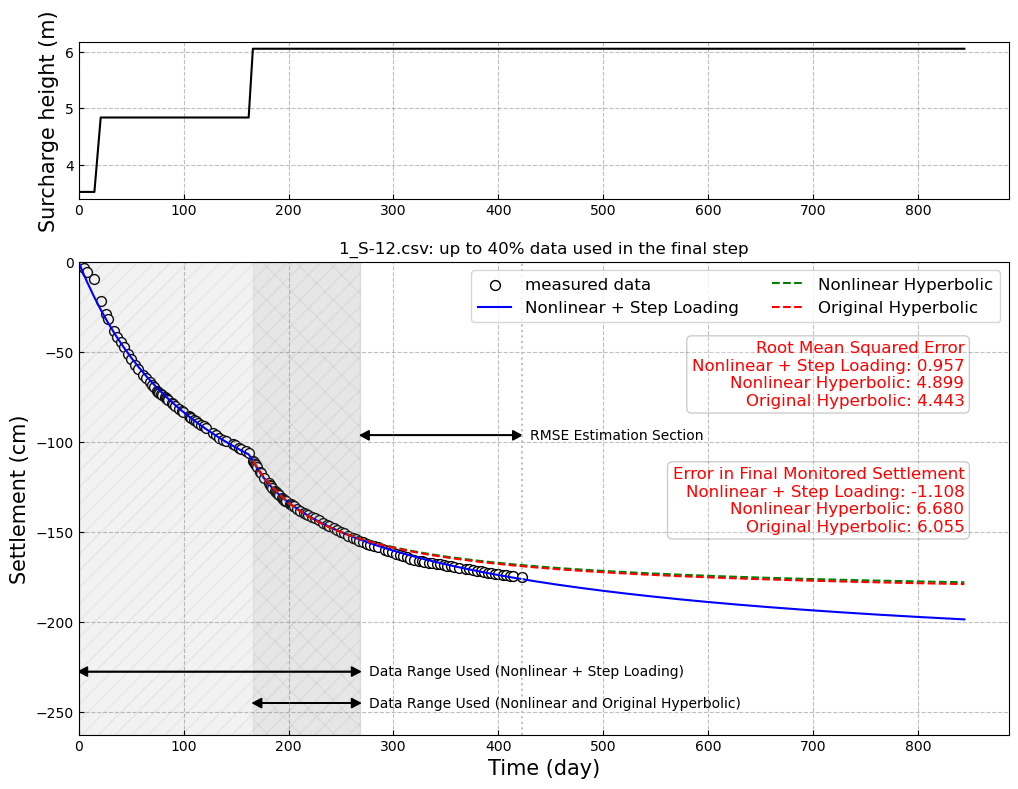 Surcharge height (m)
6
5
4
0 100 200 300 400 500 600 700 800
1_S-12.csv: up to 40% data used in the final step
measured data
Nonlinear + Step Loading
Nonlinear Hyperbolic
Original Hyperbolic
Root Mean Squared Error
Nonlinear + Step Loading: 0.957
Nonlinear Hyperbolic: 4.899
Original Hyperbolic: 4.443
RMSE Estimation Section
Error in Final Monitored Settlement
Nonlinear + Step Loading: -1.108
Nonlinear Hyperbolic: 6.680
Original Hyperbolic: 6.055
Data Range Used (Nonlinear + Step Loading)
Data Range Used (Nonlinear and Original Hyperbolic)
Settlement (cm)
0
−50
−100
−150
−200
−250
0 100 200 300 400 500 600 700 800
Time (day)